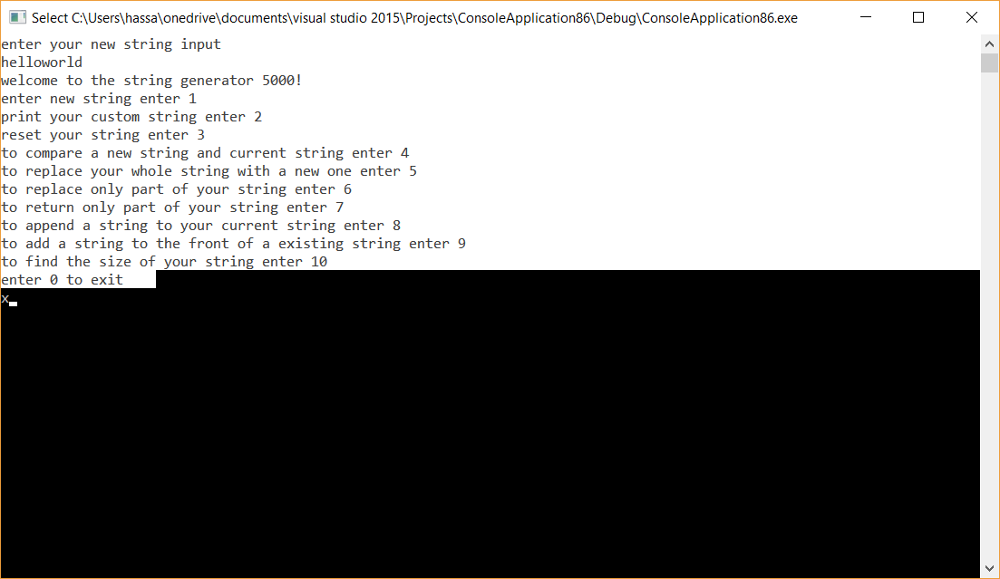 Select C:\Users\hassa\onedrive\documents\visual studio 2015\Projects\ConsoleApplication86\Debug\ConsoleApplication86.exe
enter your new string input
helloworld
welcome to the string generator 5000!
enter new string enter 1
print your custom string enter 2
reset your string enter 3
to compare a new string and current string enter 4
to replace your whole string with a new one enter 5
to replace only part of your string enter 6
to return only part of your string enter 7
to append a string to your current string enter 8
to add a string to the front of a existing string enter 9
to find the size of your string enter 10
enter 0 to exit
x